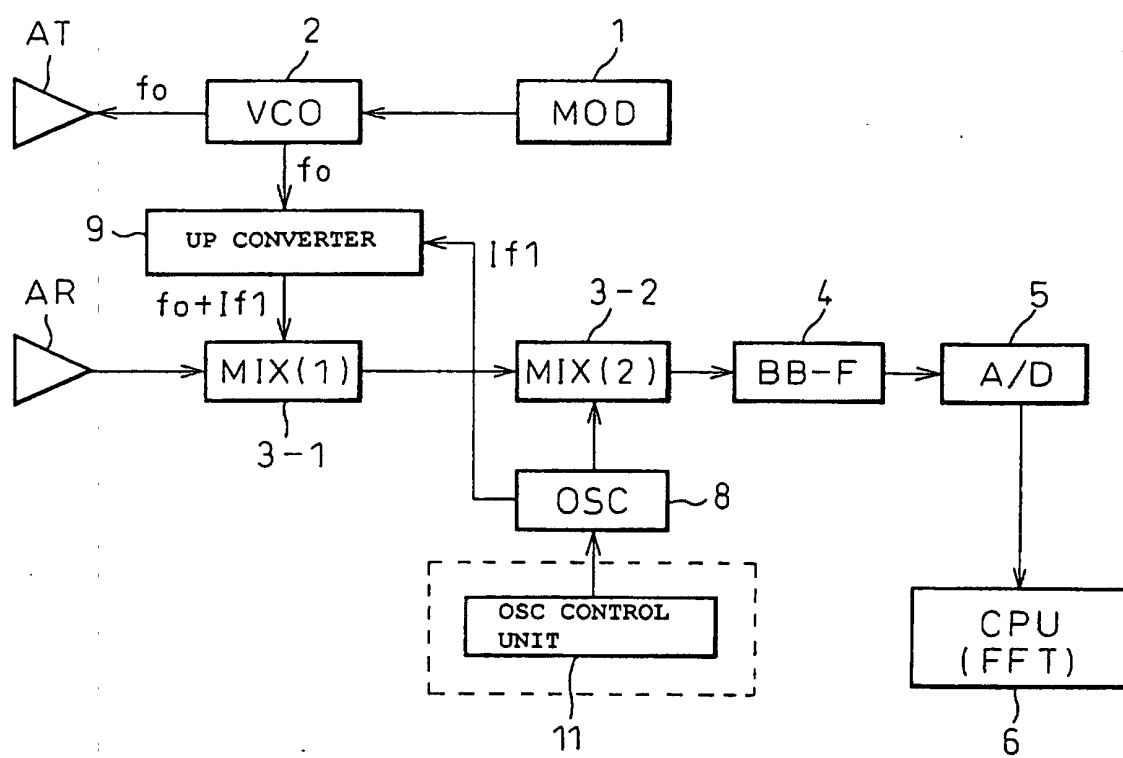 AT
2
1
fo
VCO
MOD
fo
9
UP CONVERTER
If1
AR
fo+If1
3-2
4
5
MIX(1)
MIX(2)
BB-F
A/D
3-1
OSC
8
OSC CONTROL
UNIT
CPU
(FFT)
11
6